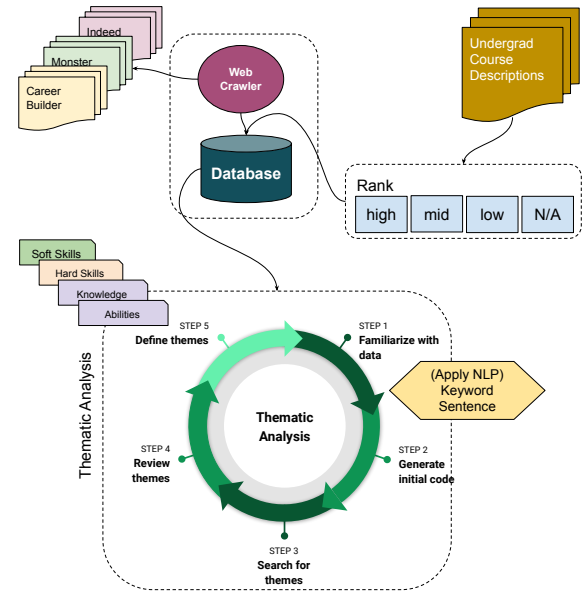 Indeed
Monster
Career
Builder
Web
Crawler
Database
Undergrad
Course
Descriptions
Rank
high
mid
low
N/A
Soft Skills
Hard Skills
Knowledge
Abilities
Thematic Analysis
STEP 5
Define themes
STEP 1
Familiarize with
data
(Apply NLP)
Keyword
Sentence
Thematic
Analysis
STEP 4
Review
themes
STEP 2
Generate
initial code
STEP 3
Search for
themes